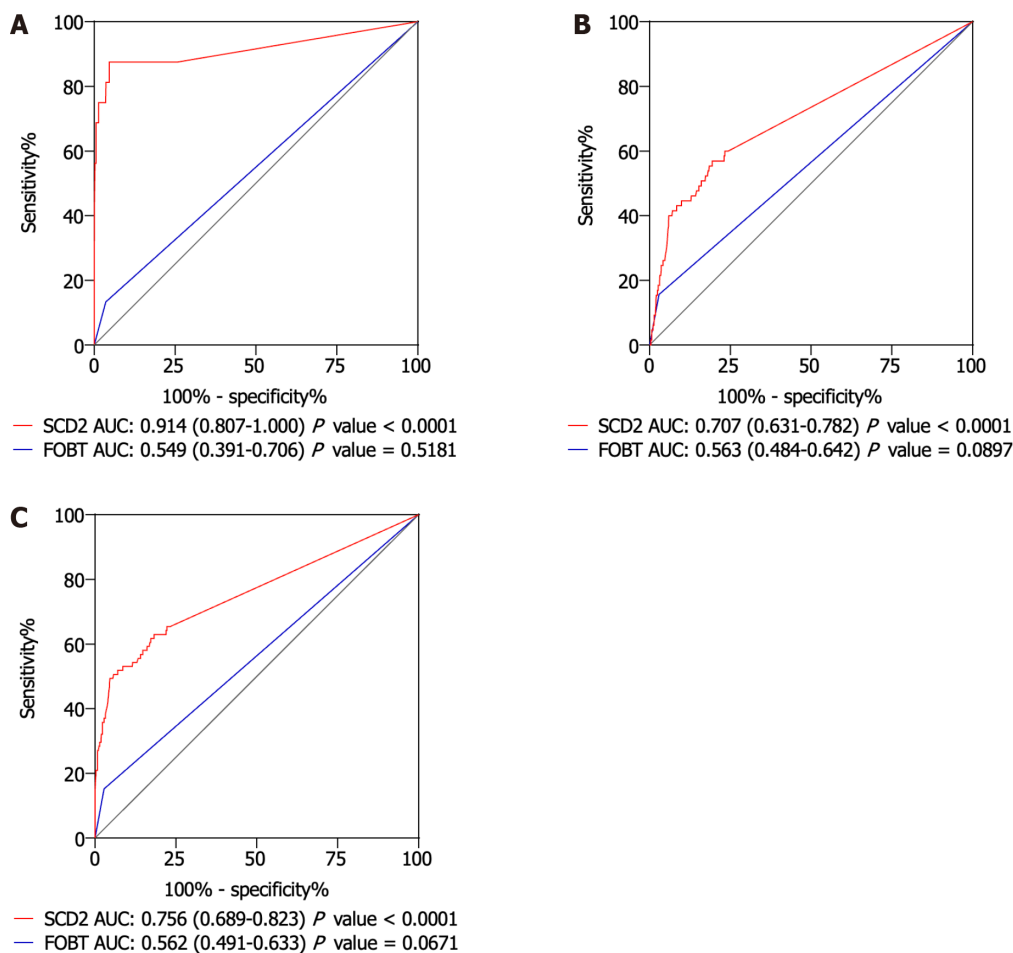 A
100
80
60
40
20
0
Sensitivity%
0 25 50 75 100
100% - specificity%
SCD2 AUC: 0.914 (0.807-1.000) P value < 0.0001
FOBT AUC: 0.549 (0.391-0.706) P value = 0.5181
B
100
80
60
40
20
0
Sensitivity%
0 25 50 75 100
100% - specificity%
SCD2 AUC: 0.707 (0.631-0.782) P value < 0.0001
FOBT AUC: 0.563 (0.484-0.642) P value = 0.0897
C
100
80
60
40
20
0
Sensitivity%
0 25 50 75 100
100% - specificity%
SCD2 AUC: 0.756 (0.689-0.823) P value < 0.0001
FOBT AUC: 0.562 (0.491-0.633) P value = 0.0671